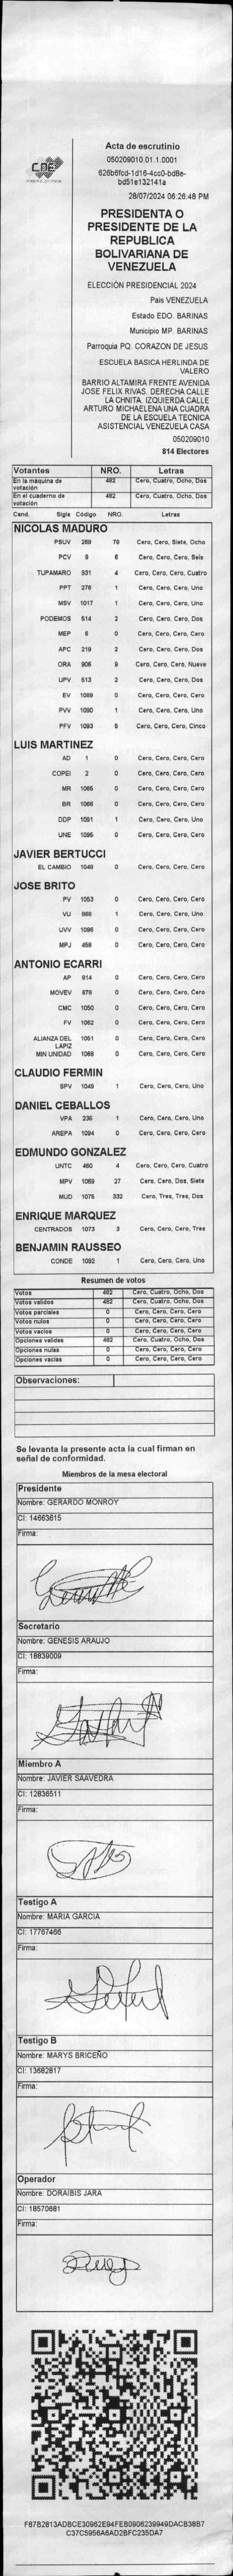 CNE
Acta de escrutinio
050209010.01.1.0001
626b6fcd-1d16-4cc0-bd8e-
bd51e132141a
28/07/2024 06:26:48 PM
PRESIDENTA O
PRESIDENTE DE LA
REPUBLICA
BOLIVARIANA DE
VENEZUELA
ELECCIÓN PRESIDENCIAL 2024
Pais VENEZUELA
Estado EDO. BARINAS
Municipio MP. BARINAS
Parroquia PQ. CORAZON DE JESUS
ESCUELA BASICA HERLINDA DE
VALERO
BARRIO ALTAMIRA FRENTE AVENIDA
JOSE FELIX RIVAS. DERECHA CALLE
LA CHNITA. IZQUIERDA CALLE
ARTURO MICHAELENA UNA CUADRA
DE LA ESCUELA TECNICA
ASISTENCIAL VENEZUELA CASA
050209010
814 Electores
Votantes NRO. Letras
En la máquina de votación 482 Cero, Cuatro, Ocho, Dos
En el cuaderno de votación 482 Cero, Cuatro, Ocho, Dos
Cand. Sigla Código NRO. Letras
NICOLAS MADURO
PSUV 269 78 Cero, Cero, Siete, Ocho
PCV 9 6 Cero, Cero, Cero, Seis
TUPAMARO 931 4 Cero, Cero, Cero, Cuatro
PPT 276 1 Cero, Cero, Cero, Uno
MSV 1017 1 Cero, Cero, Cero, Uno
PODEMOS 514 2 Cero, Cero, Cero, Dos
MEP 6 0 Cero, Cero, Cero, Cero
APC 219 2 Cero, Cero, Cero, Dos
ORA 906 9 Cero, Cero, Cero, Nueve
UPV 513 2 Cero, Cero, Cero, Dos
EV 1089 0 Cero, Cero, Cero, Cero
PVV 1090 1 Cero, Cero, Cero, Uno
PFV 1093 5 Cero, Cero, Cero, Cinco
LUIS MARTINEZ
AD 1 0 Cero, Cero, Cero, Cero
COPEI 2 0 Cero, Cero, Cero, Cero
MR 1065 0 Cero, Cero, Cero, Cero
BR 1066 0 Cero, Cero, Cero, Cero
DDP 1091 1 Cero, Cero, Cero, Uno
UNE 1095 0 Cero, Cero, Cero, Cero
JAVIER BERTUCCI
EL CAMBIO 1048 0 Cero, Cero, Cero, Cero
JOSE BRITO
PV 1053 0 Cero, Cero, Cero, Cero
VU 868 1 Cero, Cero, Cero, Uno
UVV 1096 0 Cero, Cero, Cero, Cero
MPJ 458 0 Cero, Cero, Cero, Cero
ANTONIO ECARRI
AP 914 0 Cero, Cero, Cero, Cero
MOVEV 979 0 Cero, Cero, Cero, Cero
CMC 1050 0 Cero, Cero, Cero, Cero
FV 1062 0 Cero, Cero, Cero, Cero
ALIANZA DEL LAPIZ 1051 0 Cero, Cero, Cero, Cero
MIN UNIDAD 1068 0 Cero, Cero, Cero, Cero
CLAUDIO FERMIN
SPV 1049 1 Cero, Cero, Cero, Uno
DANIEL CEBALLOS
VPA 236 1 Cero, Cero, Cero, Uno
AREPA 1094 0 Cero, Cero, Cero, Cero
EDMUNDO GONZALEZ
UNTC 460 4 Cero, Cero, Cero, Cuatro
MPV 1069 27 Cero, Cero, Dos, Siete
MUD 1075 332 Cero, Tres, Tres, Dos
ENRIQUE MARQUEZ
CENTRADOS 1073 3 Cero, Cero, Cero, Tres
BENJAMIN RAUSSEO
CONDE 1092 1 Cero, Cero, Cero, Uno
Resumen de votos
Votos 482 Cero, Cuatro, Ocho, Dos
Votos validos 482 Cero, Cuatro, Ocho, Dos
Votos parciales 0 Cero, Cero, Cero, Cero
Votos nulos 0 Cero, Cero, Cero, Cero
Votos vacios 0 Cero, Cero, Cero, Cero
Opciones validas 482 Cero, Cuatro, Ocho, Dos
Opciones nulas 0 Cero, Cero, Cero, Cero
Opciones vacias 0 Cero, Cero, Cero, Cero
Observaciones:
Se levanta la presente acta la cual firman en
señal de conformidad.
Miembros de la mesa electoral
Presidente
Nombre: GERARDO MONROY
CI: 14663615
Firma:
Secretario
Nombre: GENESIS ARAUJO
CI: 18839009
Firma:
Miembro A
Nombre: JAVIER SAAVEDRA
CI: 12836511
Firma:
Testigo A
Nombre: MARIA GARCIA
CI: 17767466
Firma:
Testigo B
Nombre: MARYS BRICEÑO
CI: 13682817
Firma:
Operador
Nombre: DORAIBIS JARA
CI: 18570681
Firma:
F87B2813ADBCE30962E94FEB0906239949DACB38B7
C37C5956A6AD2BFC235DA7